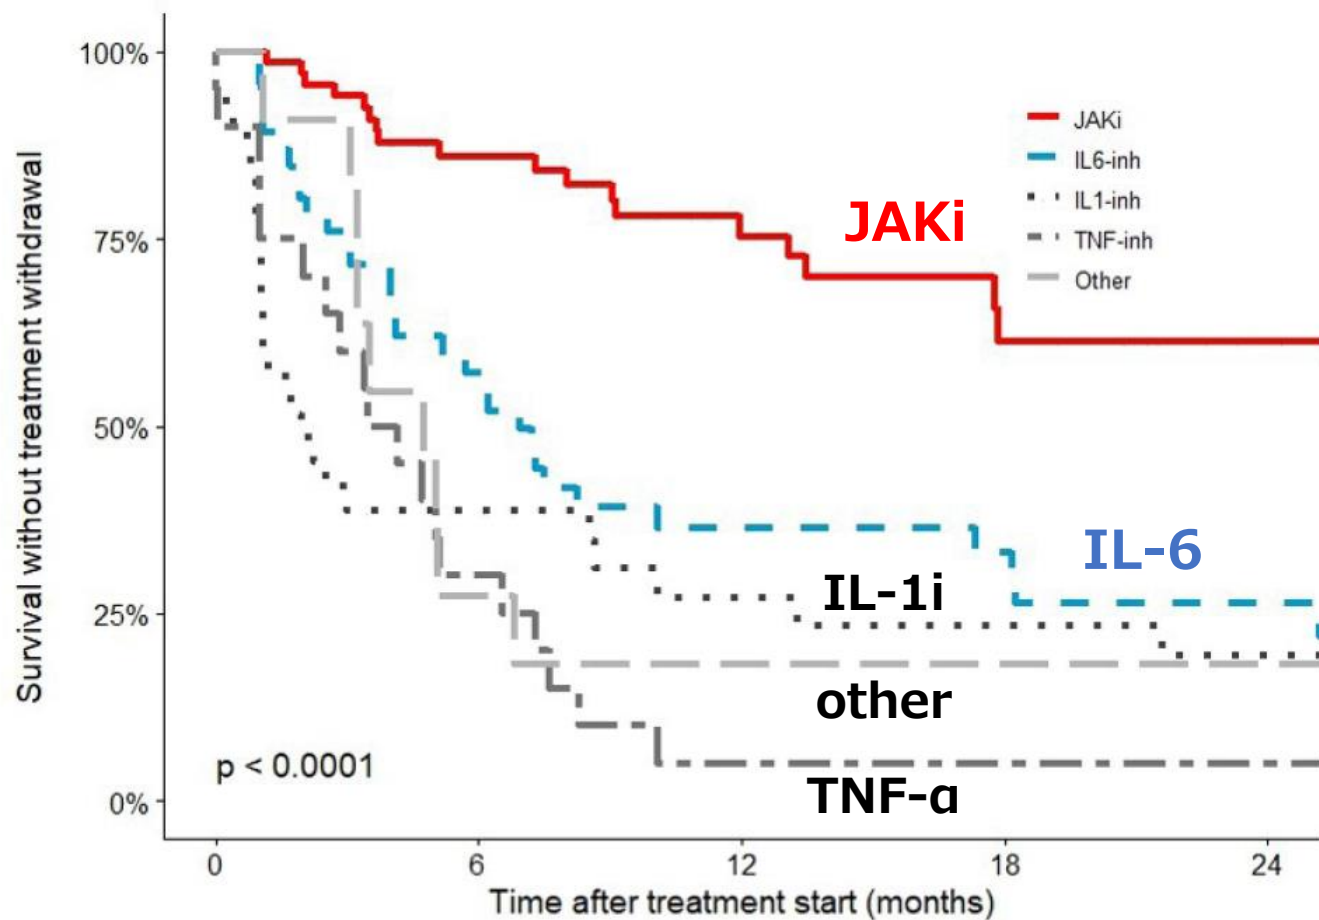 Survival without treatment withdrawal
100%
75%
50%
25%
0%
JAKi
IL6-inh
IL1-inh
TNF-inh
Other
JAKi
IL-6
IL-1i
other
TNF-α
p < 0.0001
0
6
12
18
24
Time after treatment start (months)